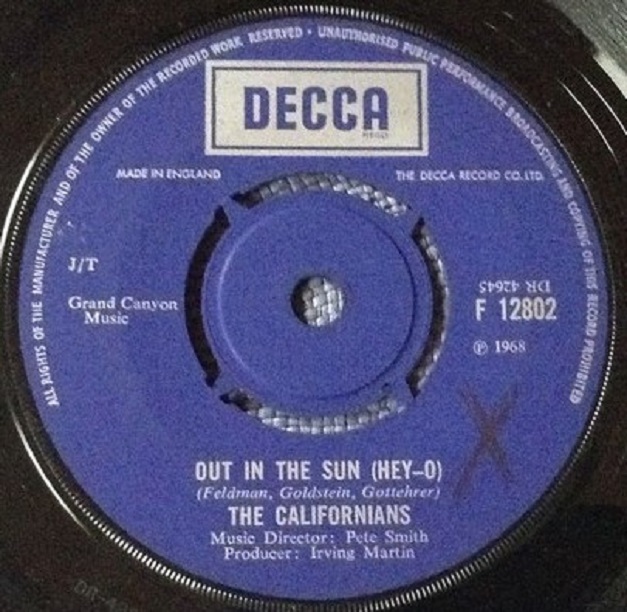 ALL RIGHTS OF THE MANUFACTURER AND OF THE OWNER OF THE RECORDED WORK RESERVED · UNAUTHORISED PUBLIC PERFORMANCE BROADCASTING AND COPYING OF THIS RECORD PROHIBITED
DECCA
MADE IN ENGLAND
THE DECCA RECORD CO. LTD.
J/T
Grand Canyon
Music
DR 42645
F 12802
℗ 1968
X
OUT IN THE SUN (HEY-O)
(Feldman, Goldstein, Gottehrer)
THE CALIFORNIANS
Music Director: Pete Smith
Producer: Irving Martin